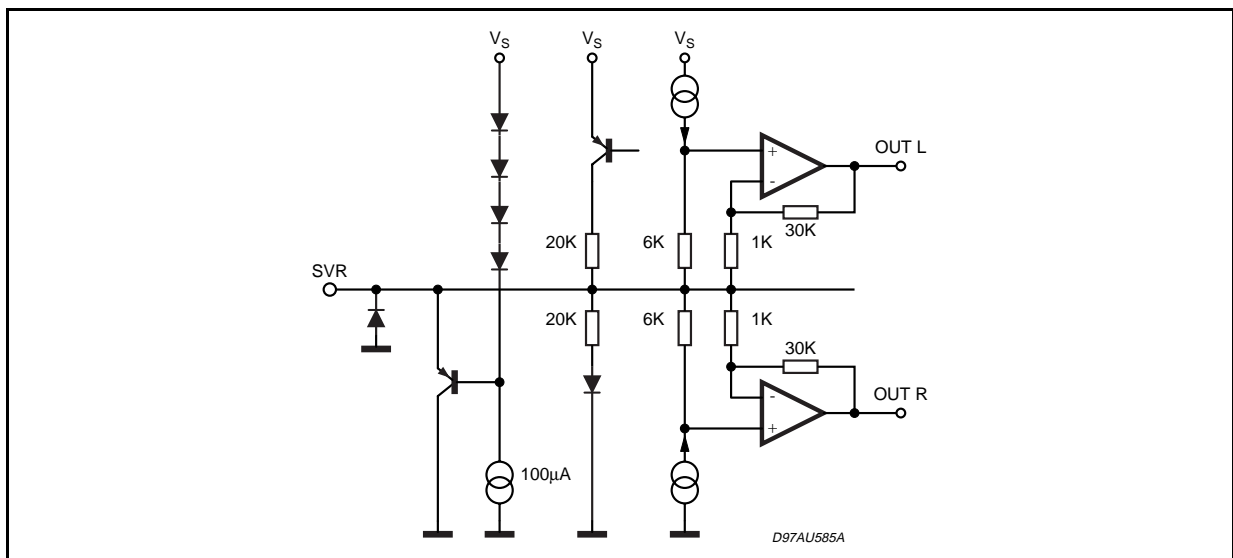 VS VS VS
+
-
OUT L
30K
20K 6K 1K
SVR
20K 6K 1K
30K
-
+
OUT R
100µA
D97AU585A